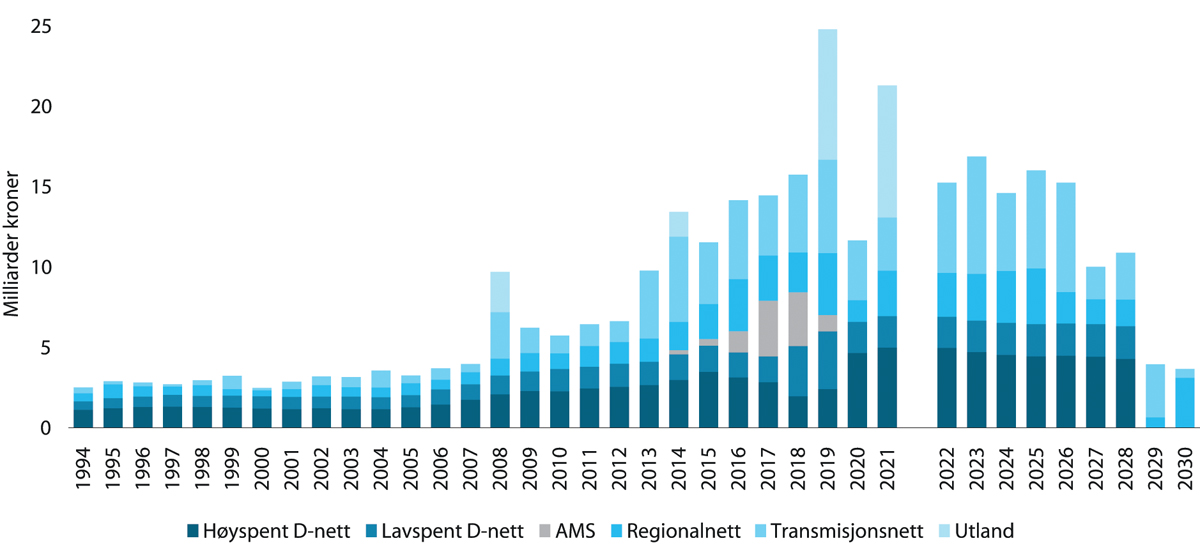 Milliarder kroner
25
20
15
10
5
0
1994 1995 1996 1997 1998 1999 2000 2001 2002 2003 2004 2005 2006 2007 2008 2009 2010 2011 2012 2013 2014 2015 2016 2017 2018 2019 2020 2021 2022 2023 2024 2025 2026 2027 2028 2029 2030
Høyspent D-nett Lavspent D-nett AMS Regionalnett Transmisjonsnett Utland